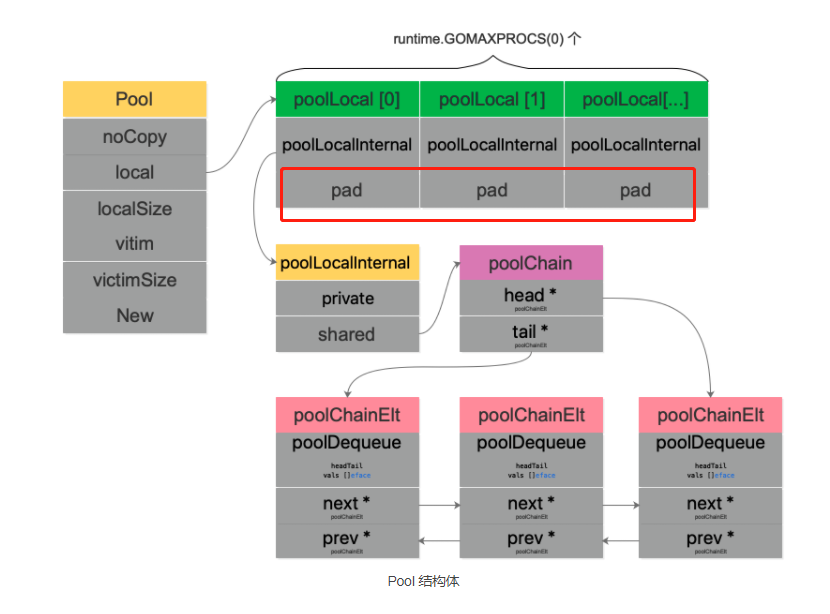 runtime.GOMAXPROCS(0) 个
Pool
noCopy
local
localSize
vitim
victimSize
New
poolLocal [0]
poolLocal [1]
poolLocal[...]
poolLocalInternal
poolLocalInternal
poolLocalInternal
pad
pad
pad
poolLocalInternal
private
shared
poolChain
head *
poolChainElt
tail *
poolChainElt
poolChainElt
poolDequeue
headTail
vals []eface
next *
poolChainElt
prev *
poolChainElt
poolChainElt
poolDequeue
headTail
vals []eface
next *
poolChainElt
prev *
poolChainElt
poolChainElt
poolDequeue
headTail
vals []eface
next *
poolChainElt
prev *
poolChainElt
Pool 结构体